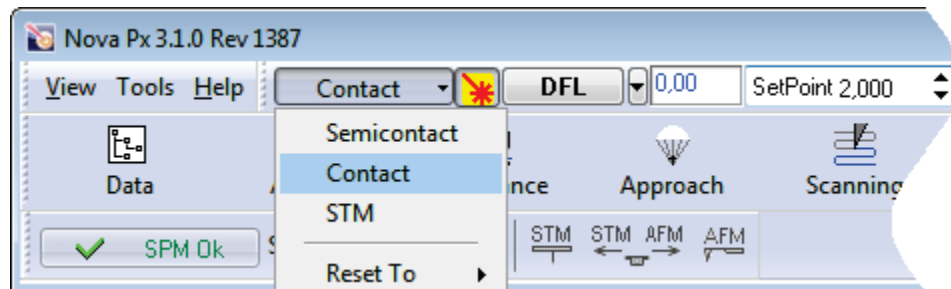 Nova Px 3.1.0 Rev 1387
View Tools Help Contact DFL 0,00 SetPoint 2,000
Semicontact
Data Approach Scanning
Contact
STM
SPM Ok STM STM AFM AFM
Reset To